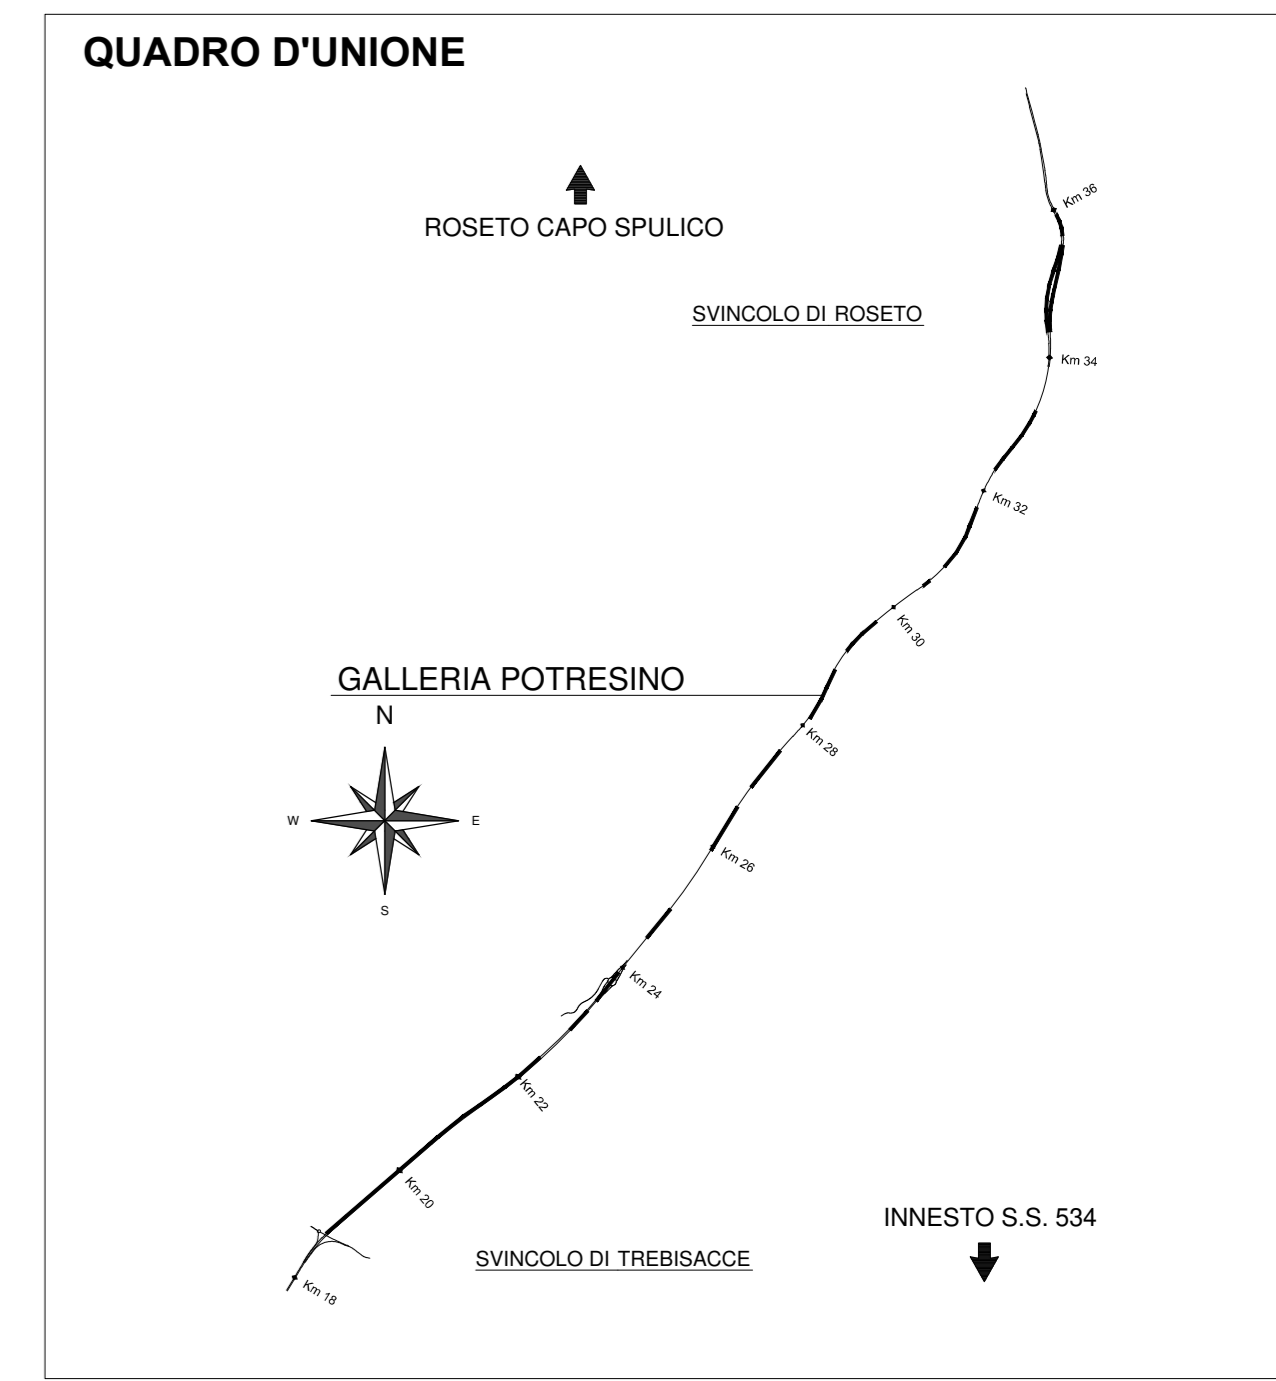 QUADRO D'UNIONE
Km 36
ROSETO CAPO SPULICO
SVINCOLO DI ROSETO
Km 34
Km 32
Km 30
GALLERIA POTRESINO
N
Km 28
W
E
Km 26
S
Km 24
Km 22
Km 20
INNESTO S.S. 534
SVINCOLO DI TREBISACCE
Km 18